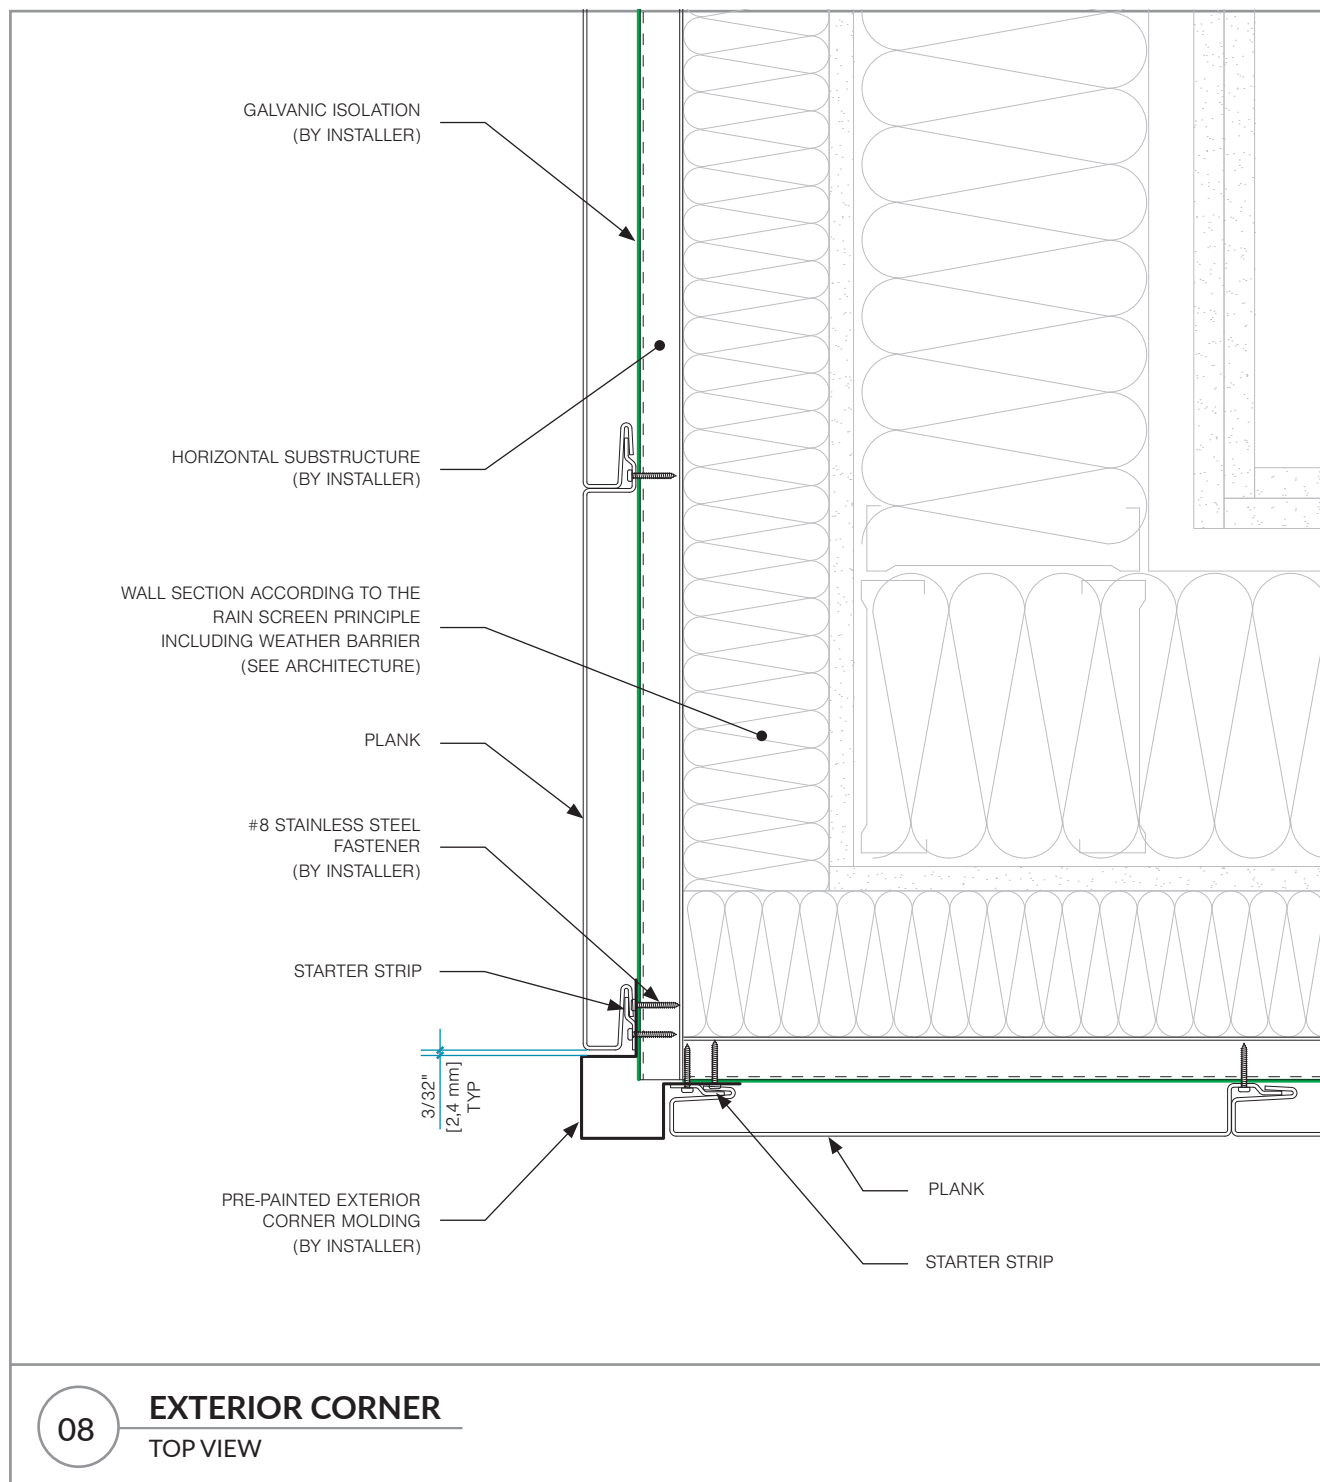 GALVANIC ISOLATION
(BY INSTALLER)
HORIZONTAL SUBSTRUCTURE
(BY INSTALLER)
WALL SECTION ACCORDING TO THE
RAIN SCREEN PRINCIPLE
INCLUDING WEATHER BARRIER
(SEE ARCHITECTURE)
PLANK
#8 STAINLESS STEEL
FASTENER
(BY INSTALLER)
STARTER STRIP
3/32"
[2,4 mm]
TYP
PRE-PAINTED EXTERIOR
CORNER MOLDING
(BY INSTALLER)
PLANK
STARTER STRIP
08
EXTERIOR CORNER
TOP VIEW